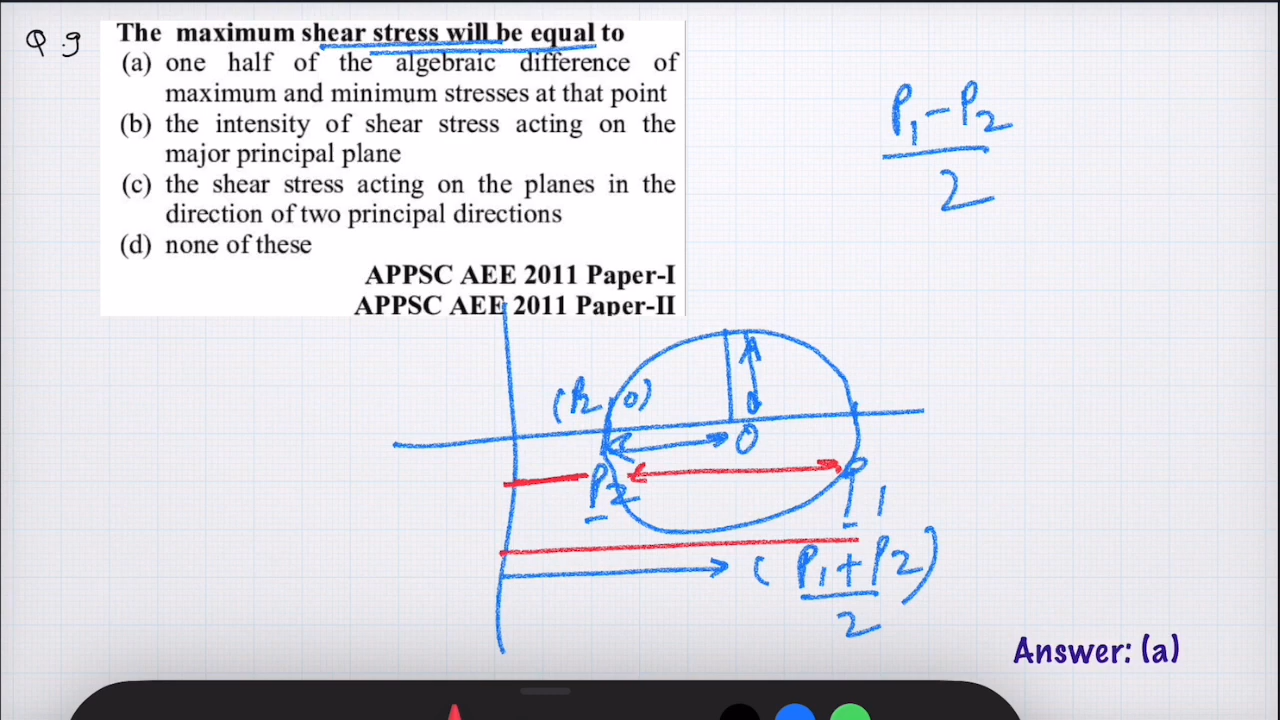 Q.9
The maximum shear stress will be equal to
(a) one half of the algebraic difference of
maximum and minimum stresses at that point
(b) the intensity of shear stress acting on the
major principal plane
(c) the shear stress acting on the planes in the
direction of two principal directions
(d) none of these
APPSC AEE 2011 Paper-I
APPSC AEE 2011 Paper-II
P1-P2
2
(P2, 0)
O
P2
P1
(P1+P2)
2
Answer: (a)